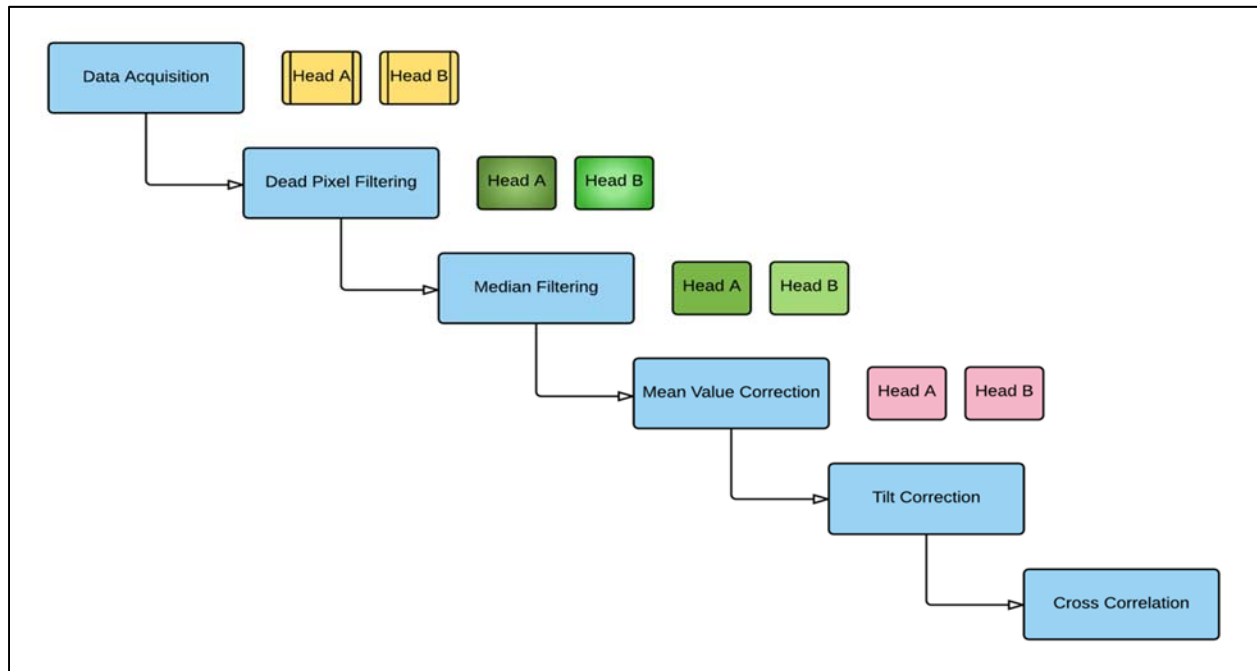 Data Acquisition
Head A
Head B
Dead Pixel Filtering
Head A
Head B
Median Filtering
Head A
Head B
Mean Value Correction
Head A
Head B
Tilt Correction
Cross Correlation